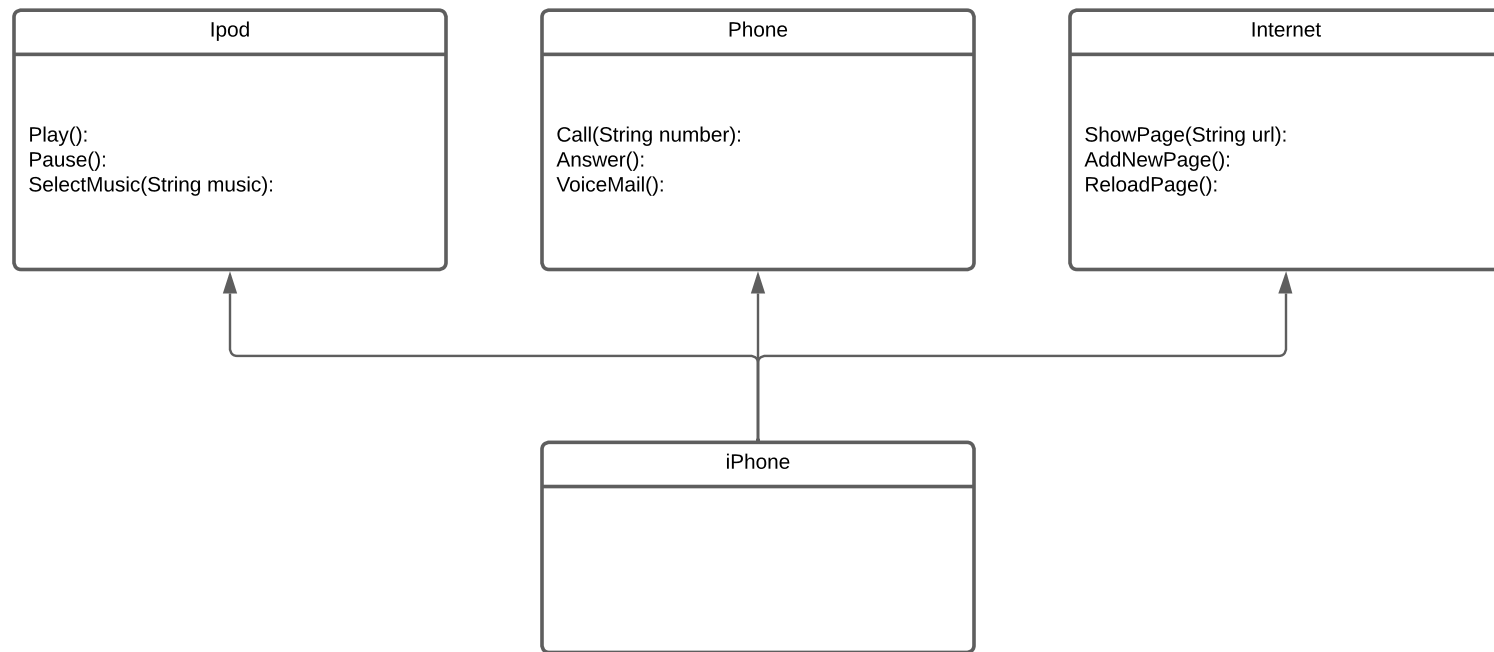 Ipod
Play():
Pause():
SelectMusic(String music):
Phone
Call(String number):
Answer():
VoiceMail():
Internet
ShowPage(String url):
AddNewPage():
ReloadPage():
iPhone